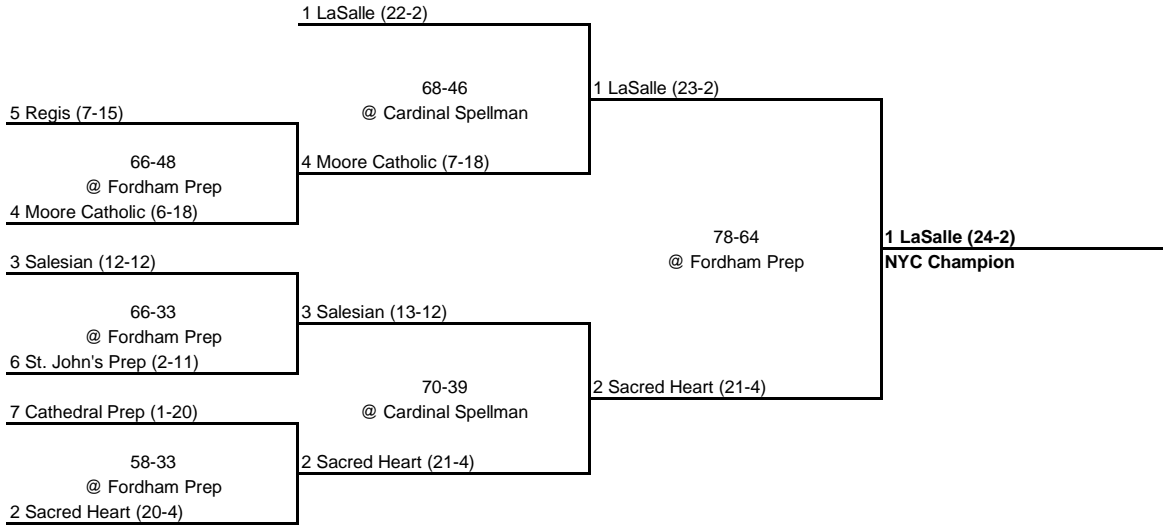 1 LaSalle (22-2)
68-46
@ Cardinal Spellman
1 LaSalle (23-2)
5 Regis (7-15)
66-48
@ Fordham Prep
4 Moore Catholic (7-18)
4 Moore Catholic (6-18)
78-64
@ Fordham Prep
1 LaSalle (24-2)
NYC Champion
3 Salesian (12-12)
66-33
@ Fordham Prep
3 Salesian (13-12)
6 St. John's Prep (2-11)
70-39
@ Cardinal Spellman
2 Sacred Heart (21-4)
7 Cathedral Prep (1-20)
58-33
@ Fordham Prep
2 Sacred Heart (21-4)
2 Sacred Heart (20-4)